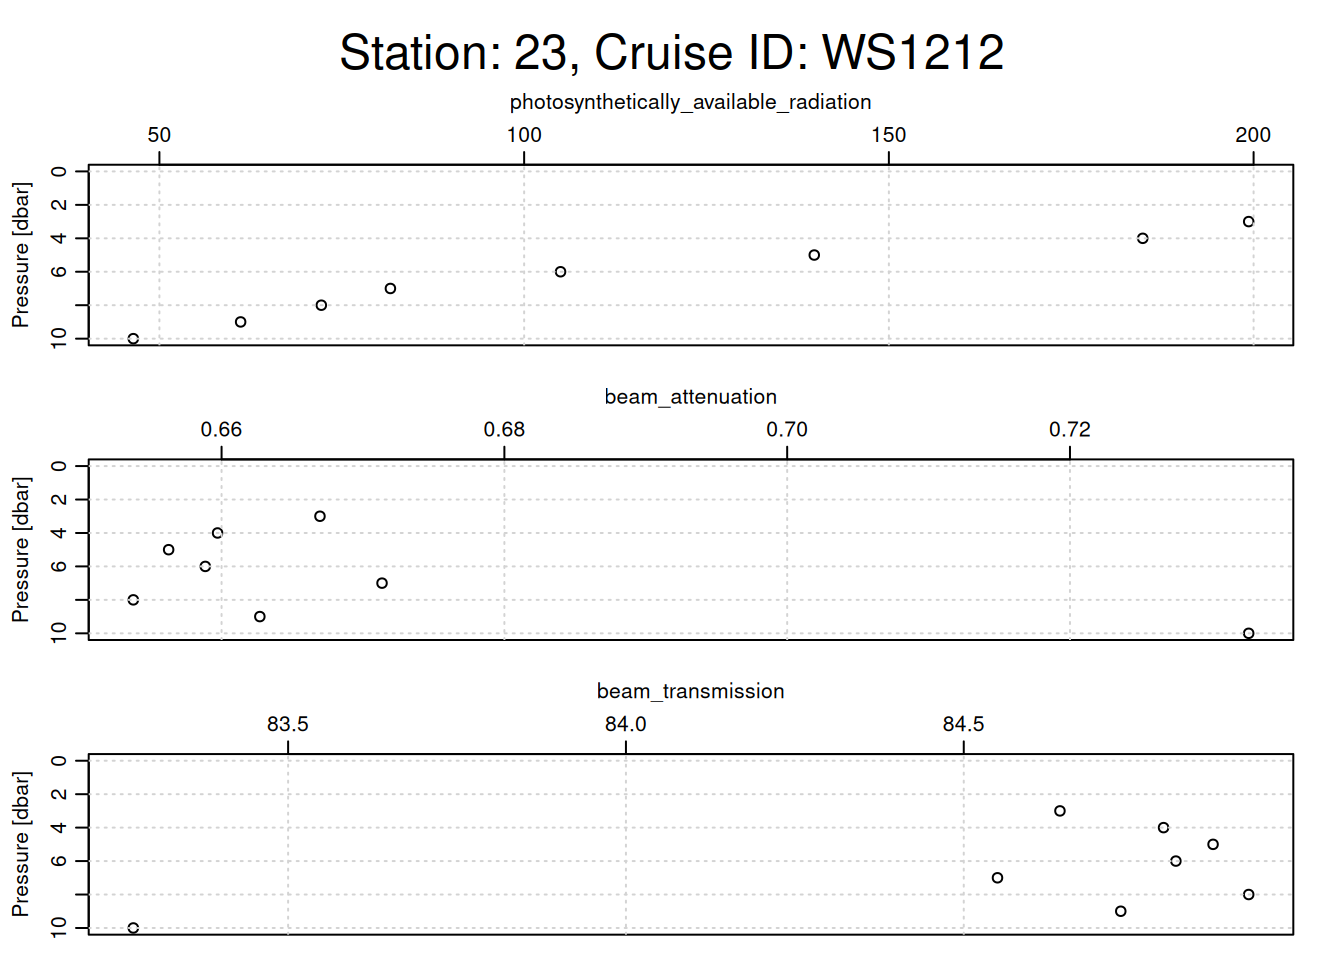 Station: 23, Cruise ID: WS1212
photosynthetically_available_radiation
50 100 150 200
Pressure [dbar]
0
2
4
6
10
beam_attenuation
0.66 0.68 0.70 0.72
Pressure [dbar]
0
2
4
6
10
beam_transmission
83.5 84.0 84.5
Pressure [dbar]
0
2
4
6
10